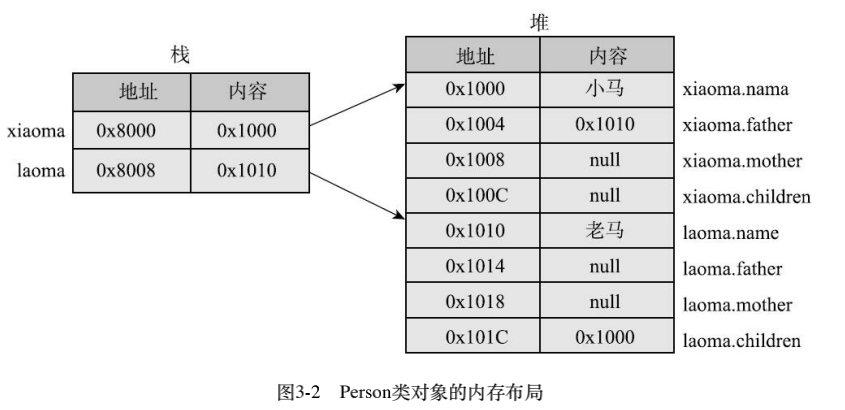 栈
地址 内容
xiaoma 0x8000 0x1000
laoma 0x8008 0x1010
堆
地址 内容
0x1000 小马 xiaoma.nama
0x1004 0x1010 xiaoma.father
0x1008 null xiaoma.mother
0x100C null xiaoma.children
0x1010 老马 laoma.name
0x1014 null laoma.father
0x1018 null laoma.mother
0x101C 0x1000 laoma.children
图3-2 Person类对象的内存布局